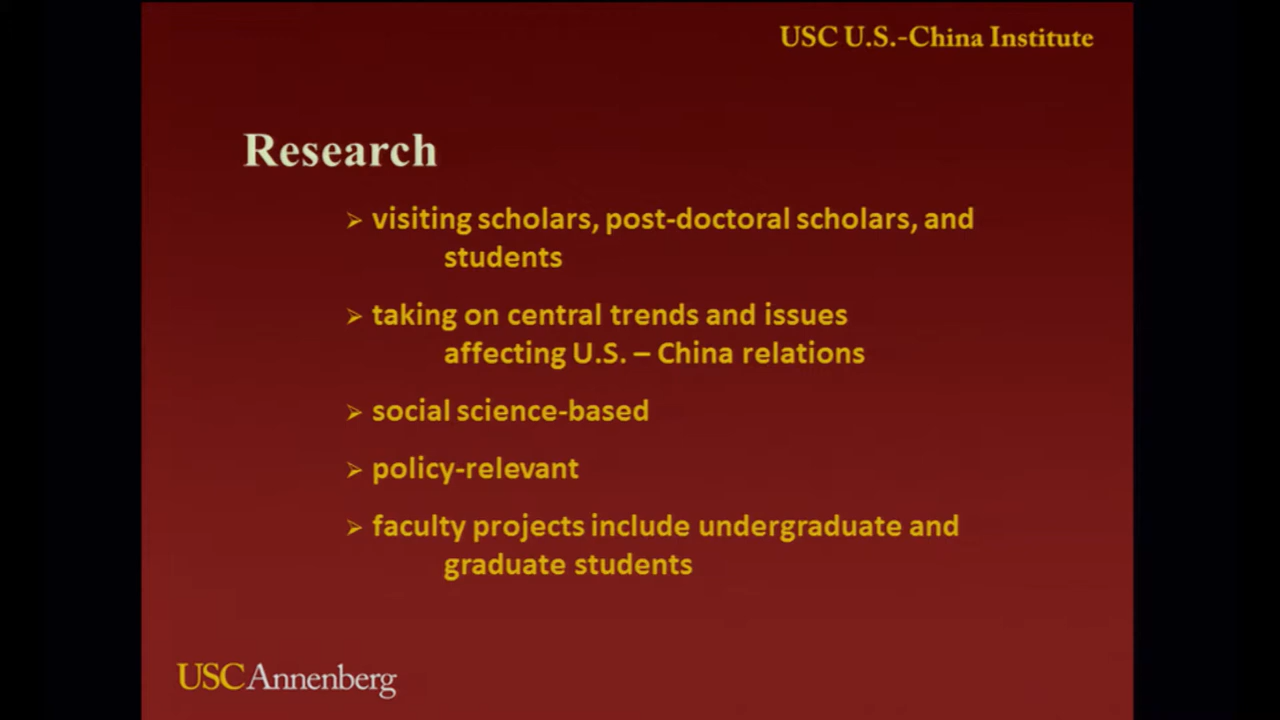 USC U.S.-China Institute
Research
➢ visiting scholars, post-doctoral scholars, and
students
➢ taking on central trends and issues
affecting U.S. – China relations
➢ social science-based
➢ policy-relevant
➢ faculty projects include undergraduate and
graduate students
USCAnnenberg